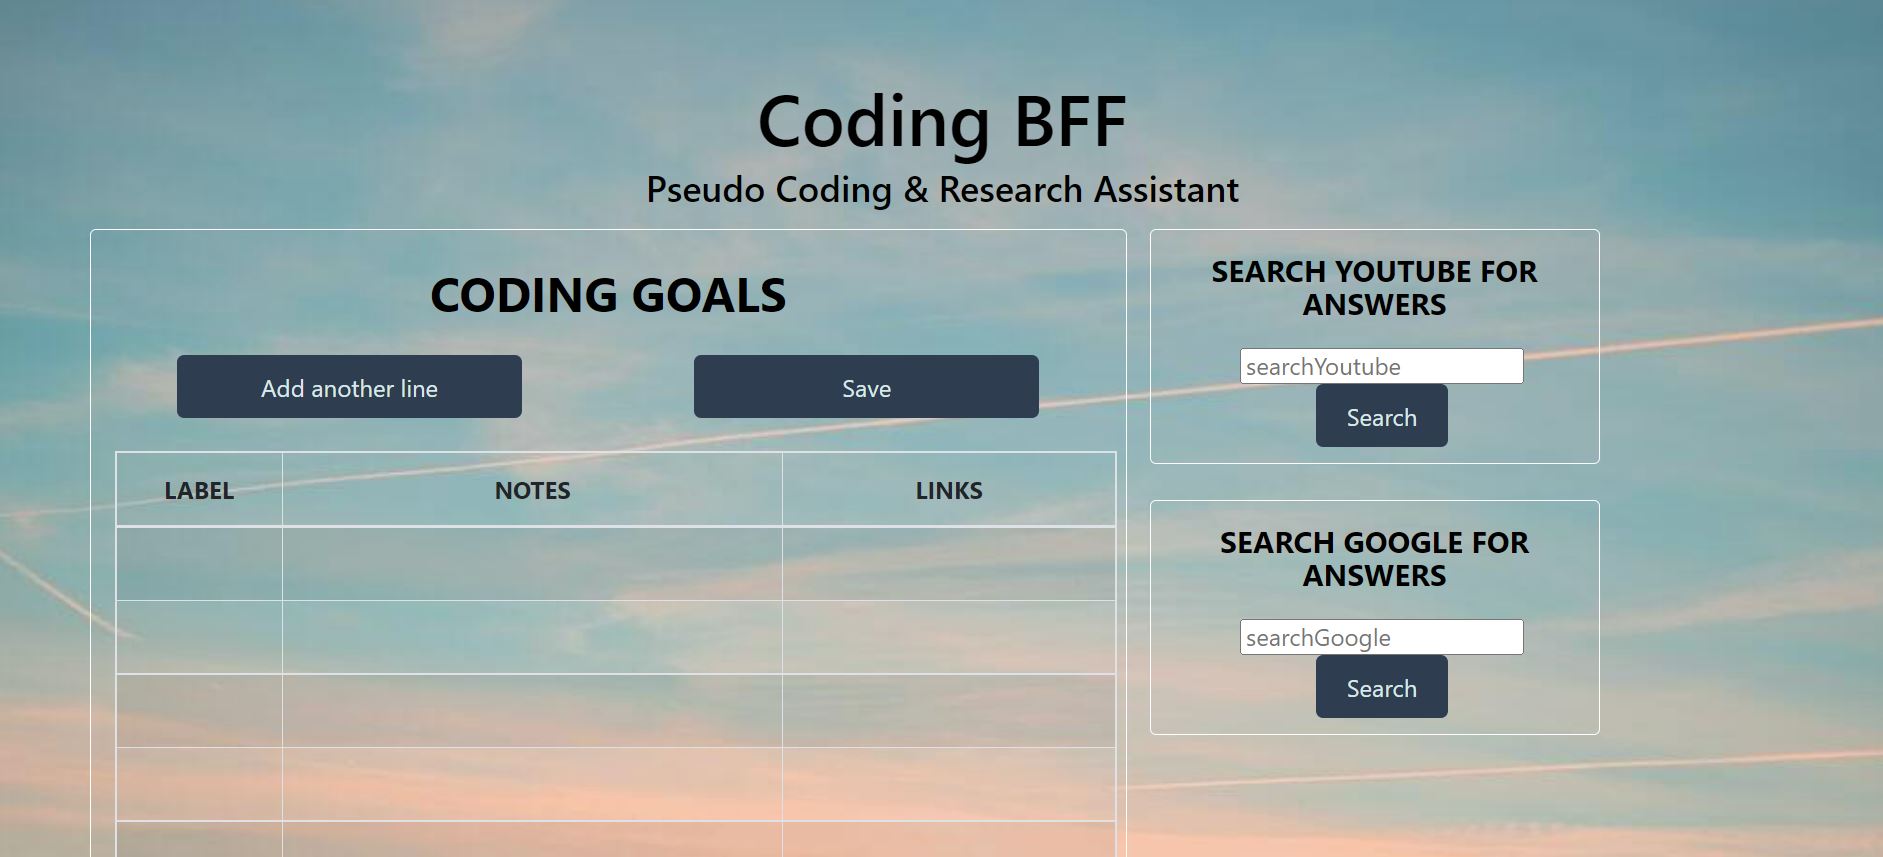 Coding BFF
Pseudo Coding & Research Assistant
CODING GOALS
Add another line
Save
LABEL
NOTES
LINKS
SEARCH YOUTUBE FOR
ANSWERS
searchYoutube
Search
SEARCH GOOGLE FOR
ANSWERS
searchGoogle
Search